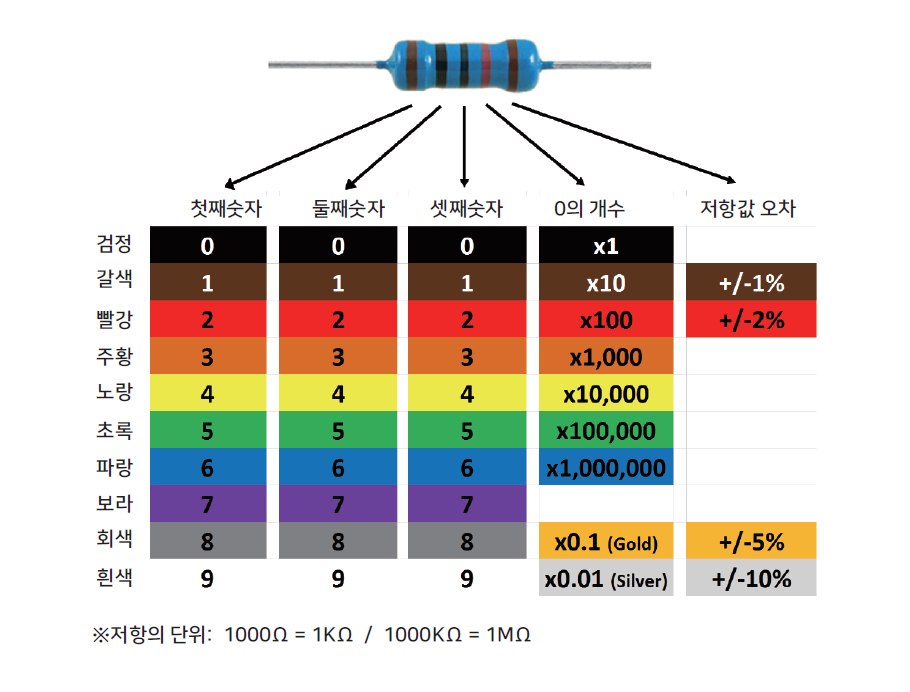 첫째숫자 둘째숫자 셋째숫자 0의 개수 저항값 오차
검정 0 0 0 x1
갈색 1 1 1 x10 +/-1%
빨강 2 2 2 x100 +/-2%
주황 3 3 3 x1,000
노랑 4 4 4 x10,000
초록 5 5 5 x100,000
파랑 6 6 6 x1,000,000
보라 7 7 7
회색 8 8 8 x0.1 (Gold) +/-5%
흰색 9 9 9 x0.01 (Silver) +/-10%
※저항의 단위: 1000Ω = 1KΩ / 1000KΩ = 1MΩ